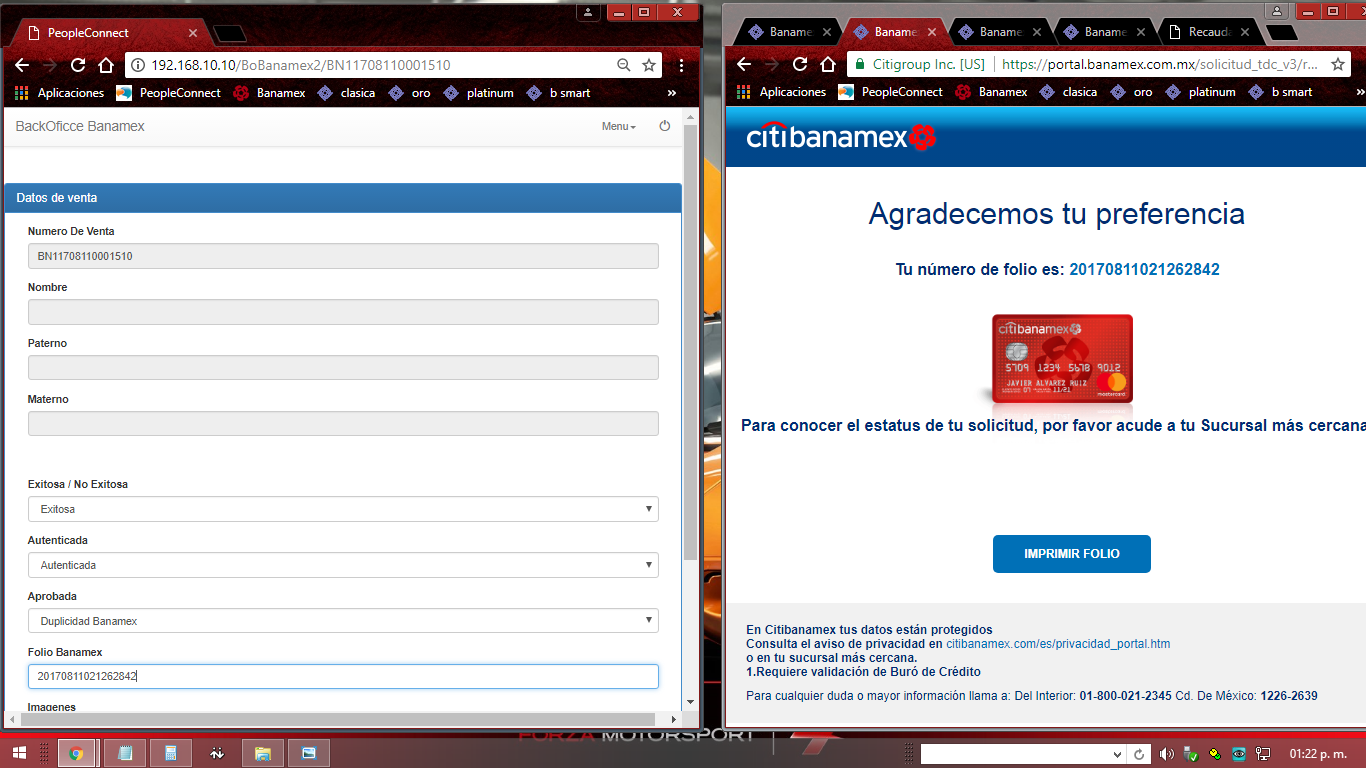 PeopleConnect
192.168.10.10/BoBanamex2/BN11708110001510
Aplicaciones PeopleConnect Banamex clasica oro platinum b smart »
BackOficce Banamex
Menu
Datos de venta
Numero De Venta
BN11708110001510
Nombre
Paterno
Materno
Exitosa / No Exitosa
Exitosa
Autenticada
Autenticada
Aprobada
Duplicidad Banamex
Folio Banamex
20170811021262842
Imagenes
Baname Baname Baname Baname Recauda
Citigroup Inc. [US] https://portal.banamex.com.mx/solicitud_tdc_v3/r...
Aplicaciones PeopleConnect Banamex clasica oro platinum b smart »
citibanamex
Agradecemos tu preferencia
Tu número de folio es: 20170811021262842
citibanamex
5709 1234 5678 9012
07 11/21
JAVIER ALVAREZ RUIZ
mastercard
Para conocer el estatus de tu solicitud, por favor acude a tu Sucursal más cercana
IMPRIMIR FOLIO
En Citibanamex tus datos están protegidos
Consulta el aviso de privacidad en citibanamex.com/es/privacidad_portal.htm
o en tu sucursal más cercana.
1.Requiere validación de Buró de Crédito
Para cualquier duda o mayor información llama a: Del Interior: 01-800-021-2345 Cd. De México: 1226-2639
FORZA MOTORSPORT
01:22 p. m.